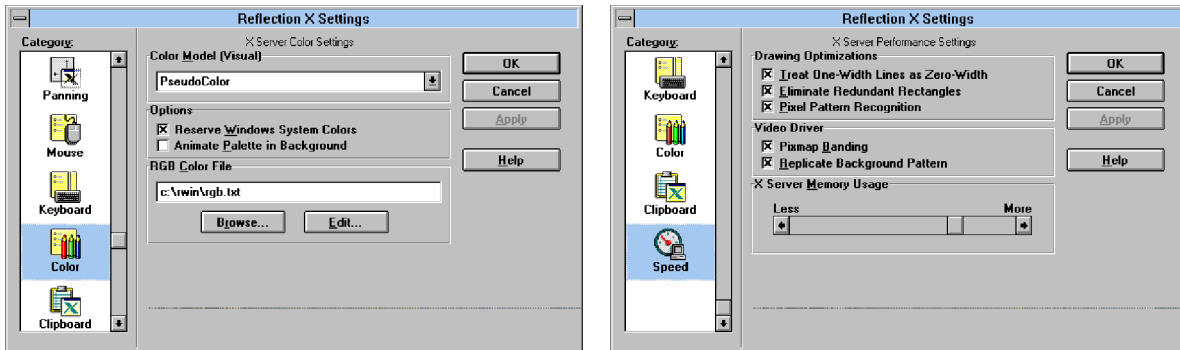 Reflection X Settings
Category:
Panning
Mouse
Keyboard
Color
Clipboard
X Server Color Settings
Color Model (Visual)
PseudoColor
Options
Reserve Windows System Colors
Animate Palette in Background
RGB Color File
c:\rwin\rgb.txt
Browse...
Edit...
OK
Cancel
Apply
Help
Reflection X Settings
Category:
Keyboard
Color
Clipboard
Speed
X Server Performance Settings
Drawing Optimizations
Treat One-Width Lines as Zero-Width
Eliminate Redundant Rectangles
Pixel Pattern Recognition
Video Driver
Pixmap Banding
Replicate Background Pattern
X Server Memory Usage
Less
More
OK
Cancel
Apply
Help